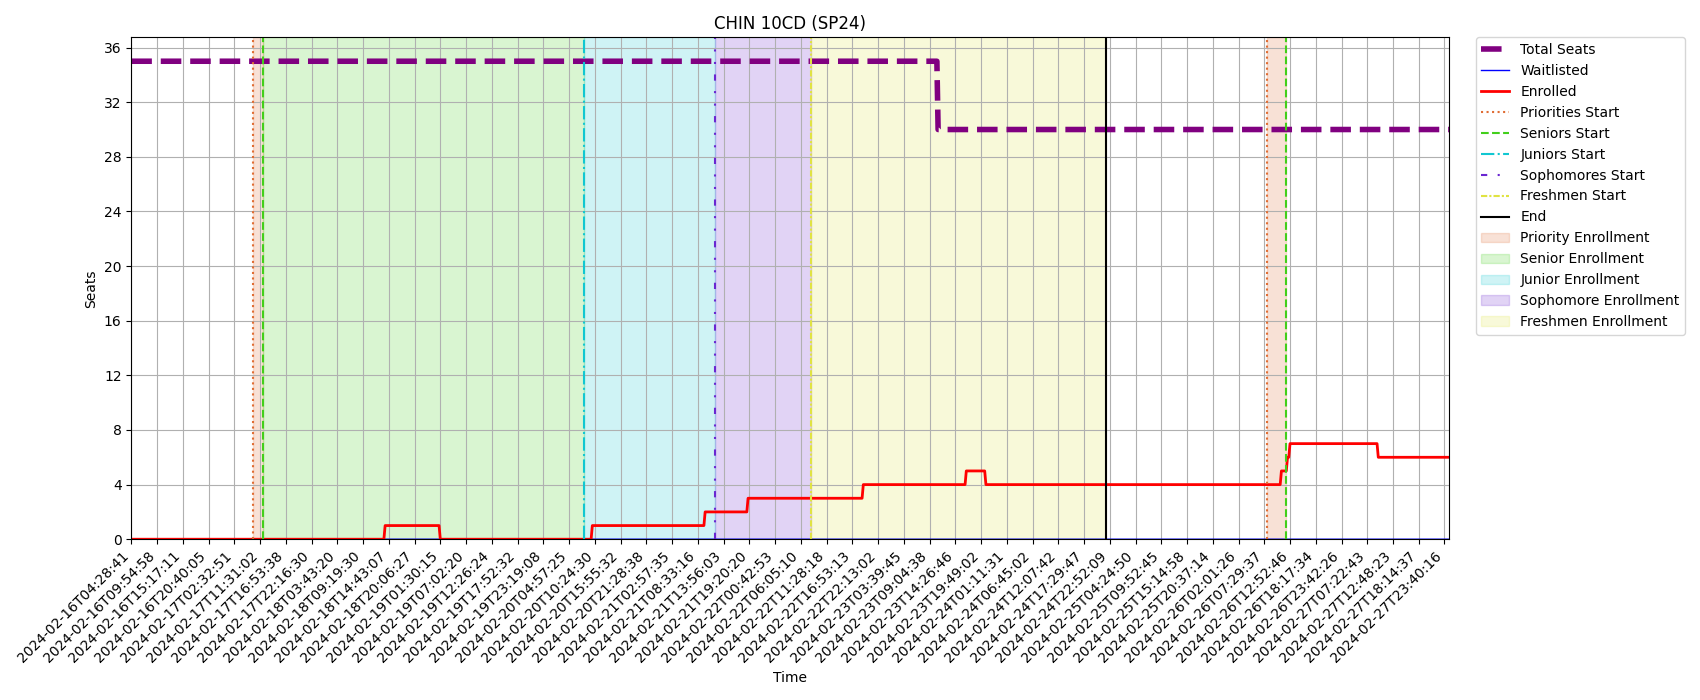 CHIN 10CD (SP24)
36
32
28
24
20
16
12
8
4
0
Seats
2024-02-16T04:28:41
2024-02-16T09:54:58
2024-02-16T15:17:11
2024-02-16T20:40:05
2024-02-17T02:32:51
2024-02-17T11:31:02
2024-02-17T16:53:38
2024-02-17T22:16:30
2024-02-18T03:43:20
2024-02-18T09:19:30
2024-02-18T14:43:07
2024-02-18T20:06:27
2024-02-19T01:30:15
2024-02-19T07:02:20
2024-02-19T12:26:24
2024-02-19T17:52:32
2024-02-19T23:19:08
2024-02-20T04:57:25
2024-02-20T10:24:30
2024-02-20T15:55:32
2024-02-20T21:28:38
2024-02-21T02:57:35
2024-02-21T08:33:16
2024-02-21T13:56:03
2024-02-21T19:20:20
2024-02-22T00:42:53
2024-02-22T06:05:10
2024-02-22T11:28:18
2024-02-22T16:53:13
2024-02-22T22:13:02
2024-02-23T03:39:45
2024-02-23T09:04:38
2024-02-23T14:26:46
2024-02-23T19:49:02
2024-02-24T01:11:31
2024-02-24T06:45:02
2024-02-24T12:07:42
2024-02-24T17:29:47
2024-02-24T22:52:09
2024-02-25T04:24:50
2024-02-25T09:52:45
2024-02-25T15:14:58
2024-02-25T20:37:14
2024-02-26T02:01:26
2024-02-26T07:29:37
2024-02-26T12:52:46
2024-02-26T18:17:34
2024-02-26T23:42:26
2024-02-27T07:22:43
2024-02-27T12:48:23
2024-02-27T18:14:37
2024-02-27T23:40:16
Time
Total Seats
Waitlisted
Enrolled
Priorities Start
Seniors Start
Juniors Start
Sophomores Start
Freshmen Start
End
Priority Enrollment
Senior Enrollment
Junior Enrollment
Sophomore Enrollment
Freshmen Enrollment